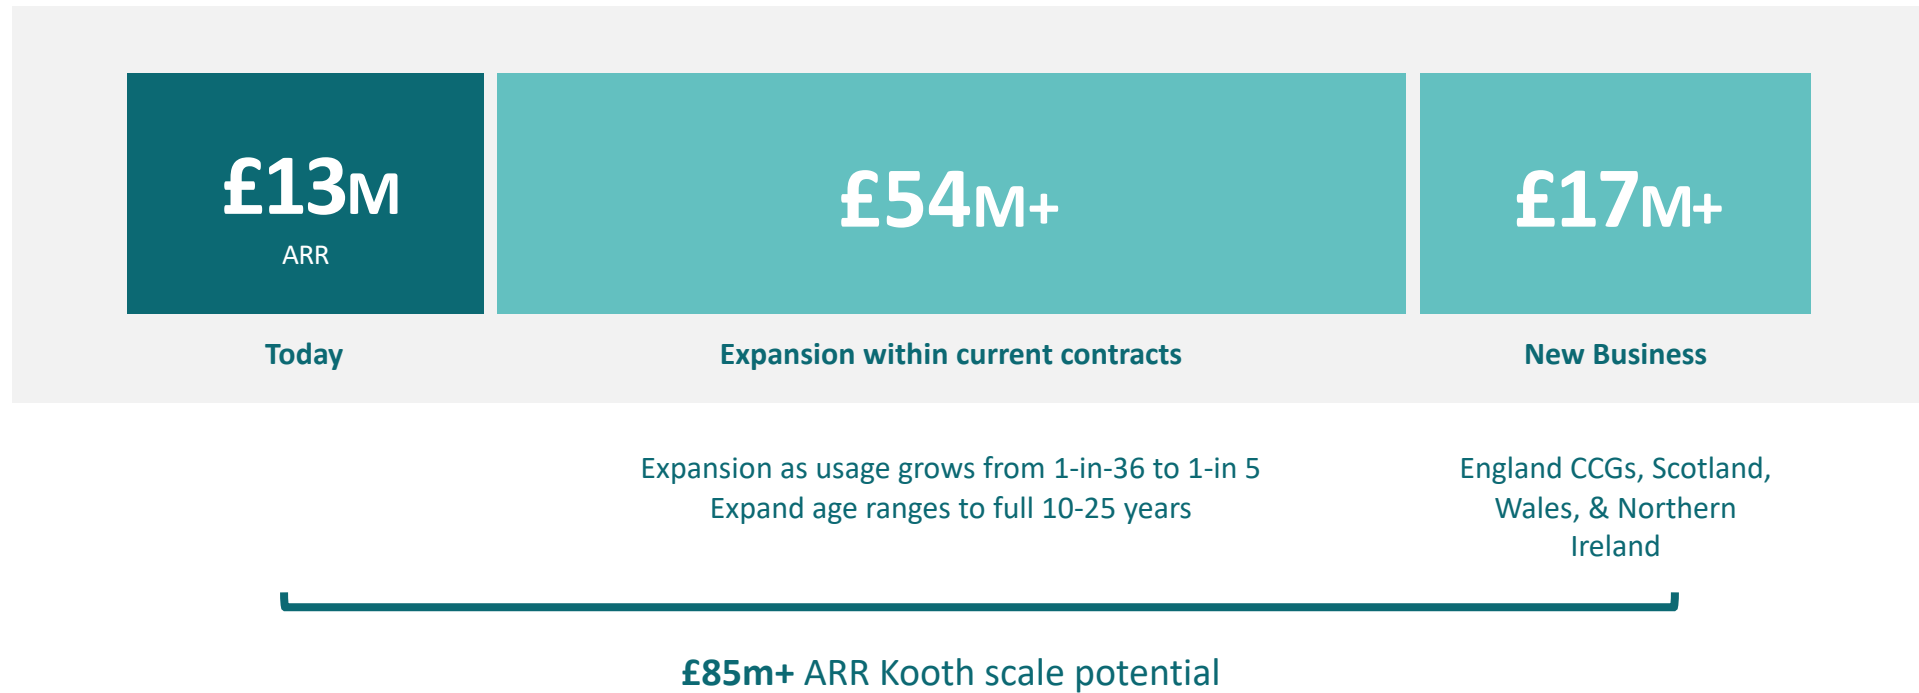 £13M
ARR
£54M+
£17M+
Today
Expansion within current contracts
New Business
Expansion as usage grows from 1-in-36 to 1-in 5
Expand age ranges to full 10-25 years
England CCGs, Scotland,
Wales, & Northern
Ireland
£85m+ ARR Kooth scale potential